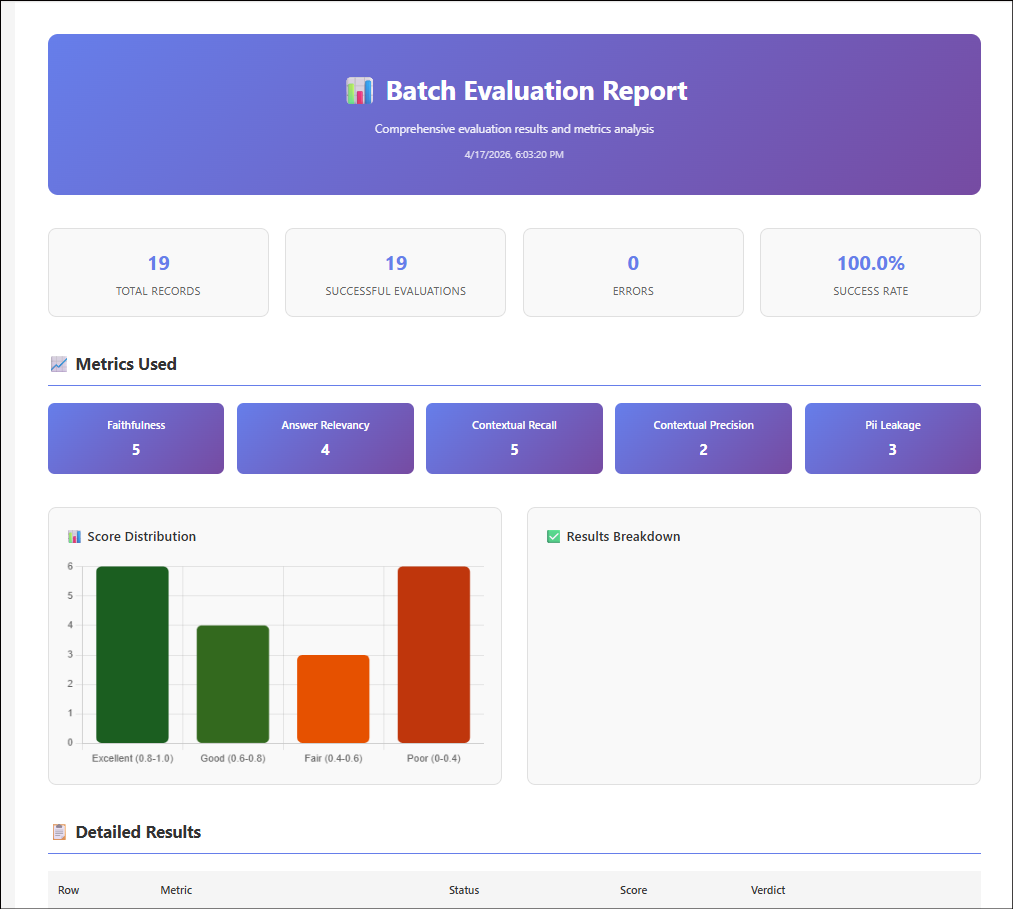 📊 Batch Evaluation Report
Comprehensive evaluation results and metrics analysis
4/17/2026, 6:03:20 PM
19
TOTAL RECORDS
19
SUCCESSFUL EVALUATIONS
0
ERRORS
100.0%
SUCCESS RATE
📈 Metrics Used
Faithfulness
5
Answer Relevancy
4
Contextual Recall
5
Contextual Precision
2
Pii Leakage
3
📊 Score Distribution
6
5
4
3
2
1
0
Excellent (0.8-1.0) Good (0.6-0.8) Fair (0.4-0.6) Poor (0-0.4)
✅ Results Breakdown
📋 Detailed Results
Row Metric Status Score Verdict